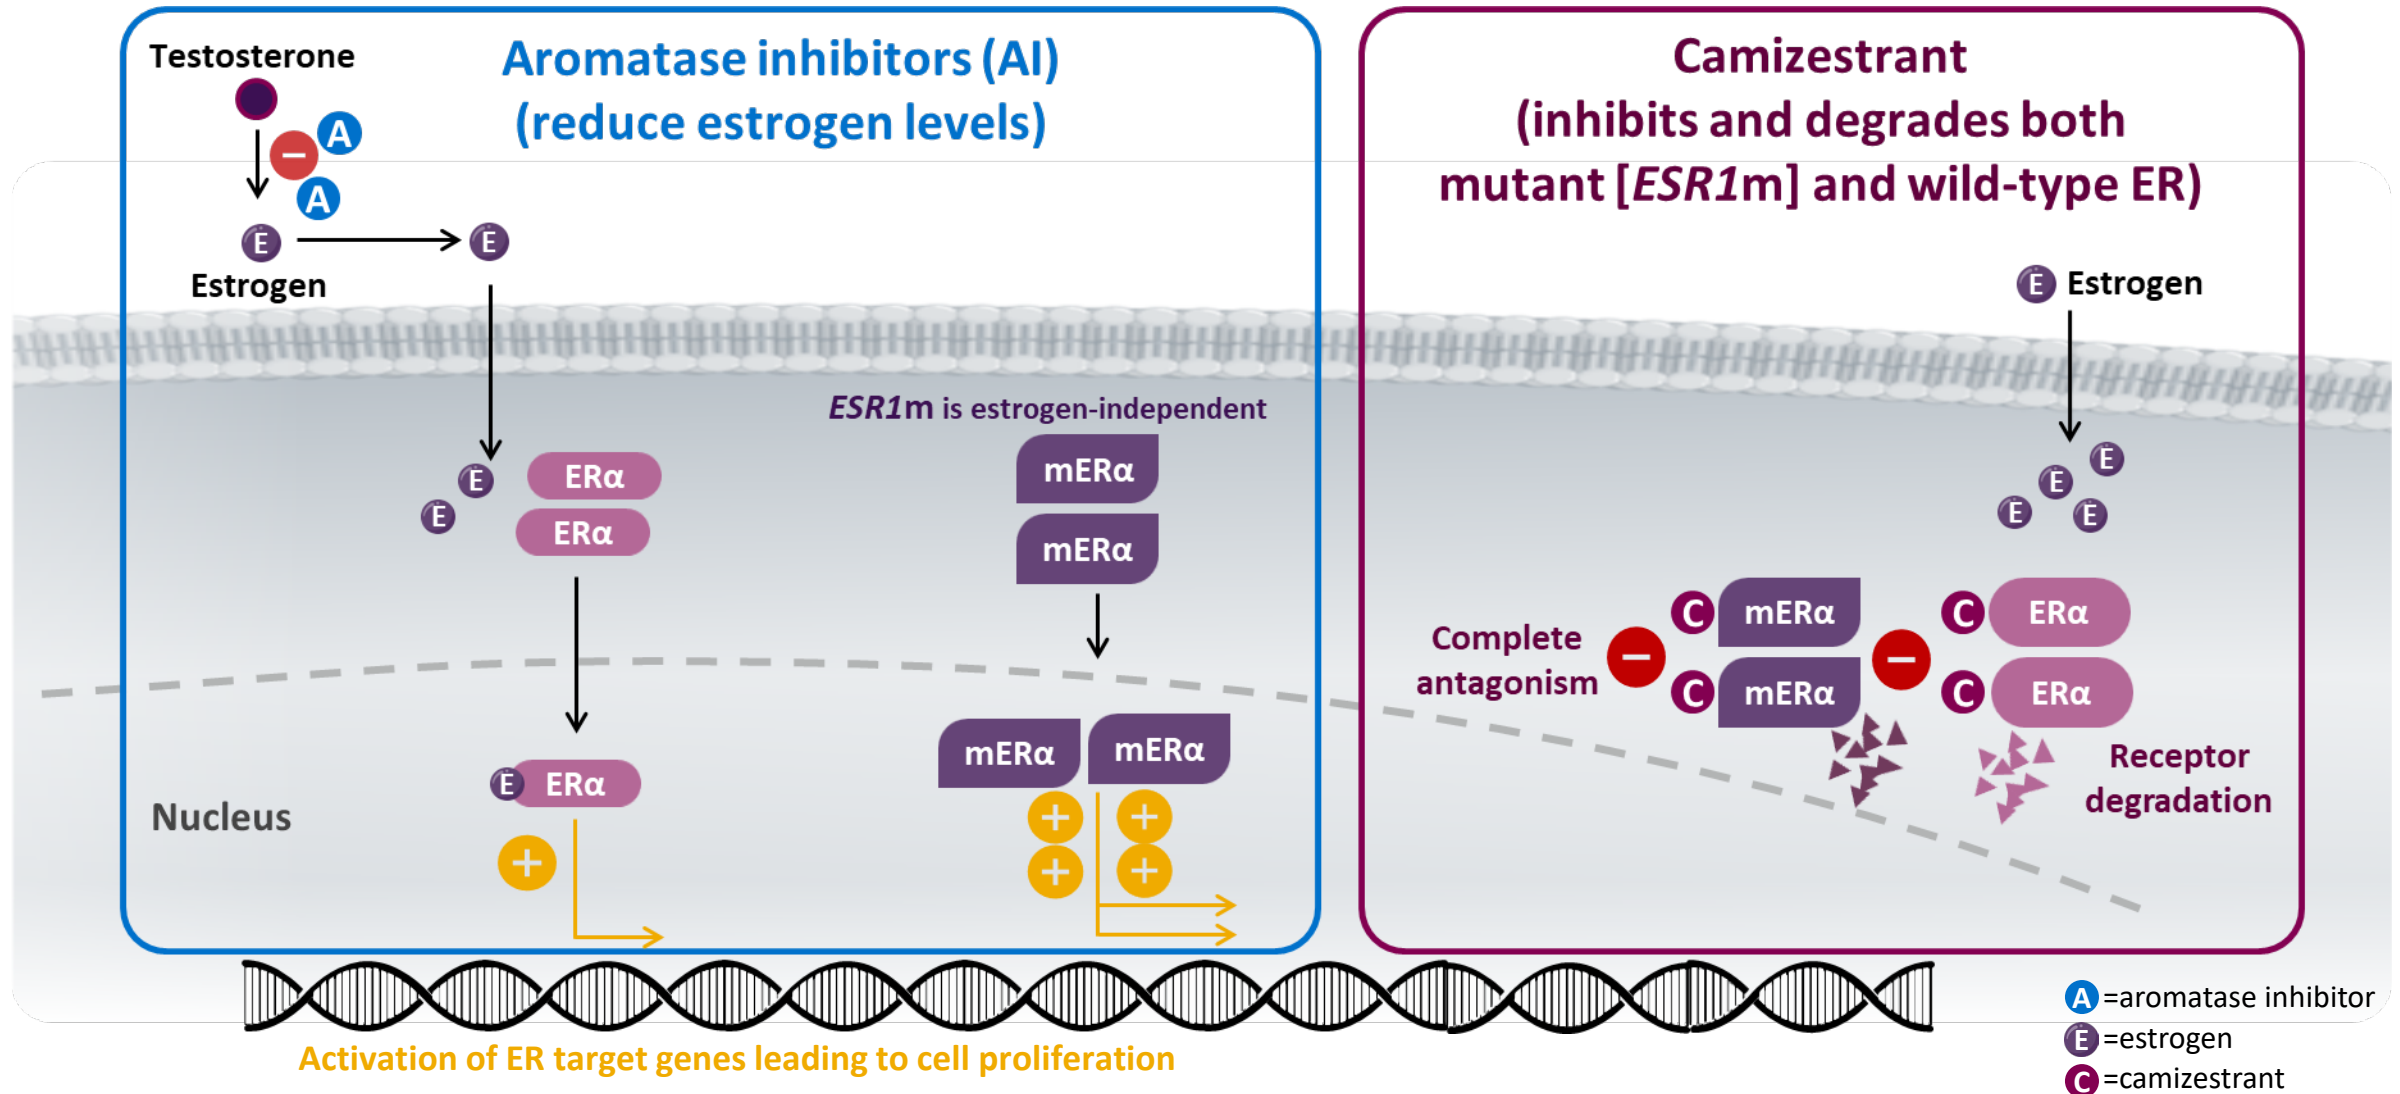 Testosterone
A
A
E
E
Estrogen
Aromatase inhibitors (AI)
(reduce estrogen levels)
ESR1m is estrogen-independent
E
E
ERα
ERα
mERα
mERα
Nucleus
E
ERα
mERα
mERα
Activation of ER target genes leading to cell proliferation
Camizestrant
(inhibits and degrades both
mutant [ESR1m] and wild-type ER)
E Estrogen
E
E
E
E
Complete
antagonism
C mERα
C mERα
C ERα
C ERα
Receptor
degradation
A =aromatase inhibitor
E =estrogen
C =camizestrant